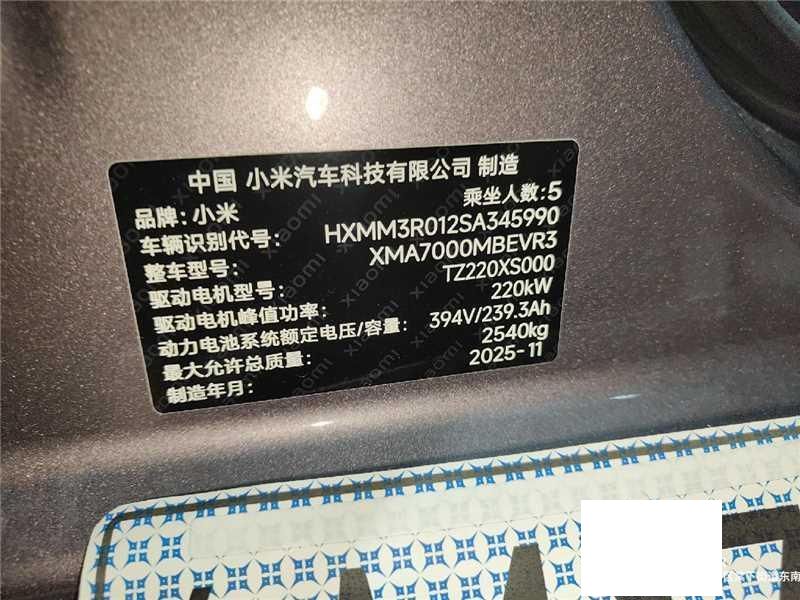 中国 小米汽车科技有限公司 制造
品牌：小米 乘坐人数：5
车辆识别代号： HXMM3R012SA345990
整车型号： XMA7000MBEVR3
驱动电机型号： TZ220XS000
驱动电机峰值功率： 220kW
动力电池系统额定电压/容量： 394V/239.3Ah
最大允许总质量： 2540kg
制造年月： 2025-11